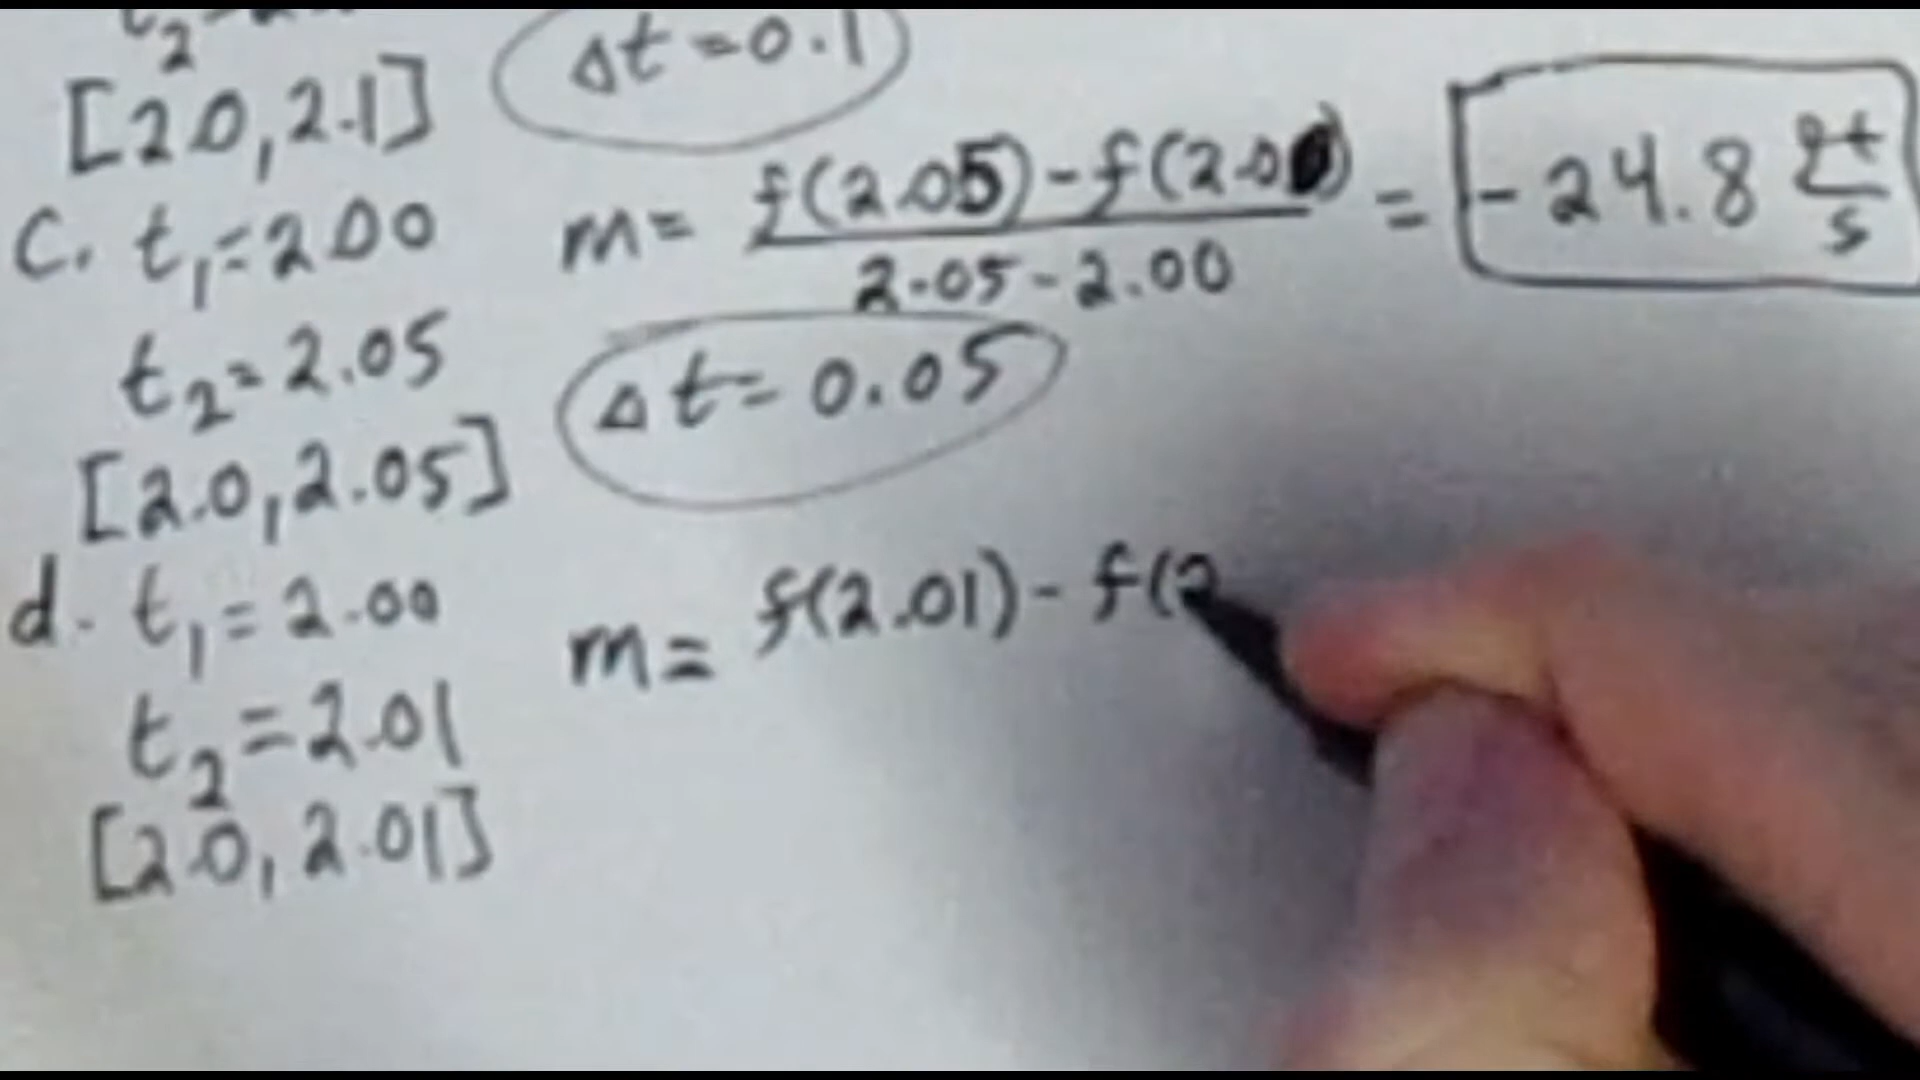 t₂
[2.0, 2.1]
Δt = 0.1
c. t₁ = 2.00
m = f(2.05) - f(2.00) / 2.05 - 2.00 = -24.8 ft/s
t₂ = 2.05
Δt = 0.05
[2.0, 2.05]
d. t₁ = 2.00
m = f(2.01) - f(2
t₂ = 2.01
[2.0, 2.01]